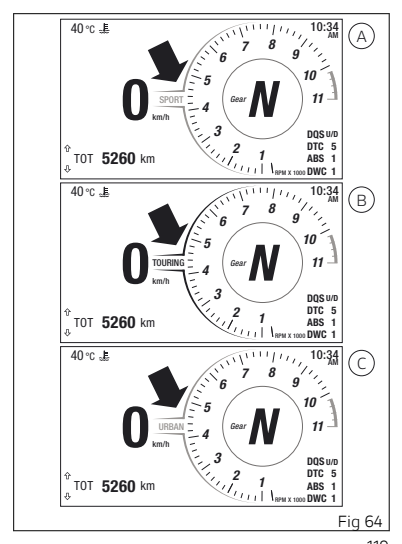 40 °C 10:34 AM A
8
7 9
6 10
5 11
0 SPORT 4 Gear N
km/h 3
2 1 RPM X 1000
DQS U/D
DTC 5
ABS 1
DWC 1
TOT 5260 km
40 °C 10:34 AM B
8
7 9
6 10
5 11
0 TOURING 4 Gear N
km/h 3
2 1 RPM X 1000
DQS U/D
DTC 5
ABS 1
DWC 1
TOT 5260 km
40 °C 10:34 AM C
8
7 9
6 10
5 11
0 URBAN 4 Gear N
km/h 3
2 1 RPM X 1000
DQS U/D
DTC 5
ABS 1
DWC 1
TOT 5260 km
Fig 64